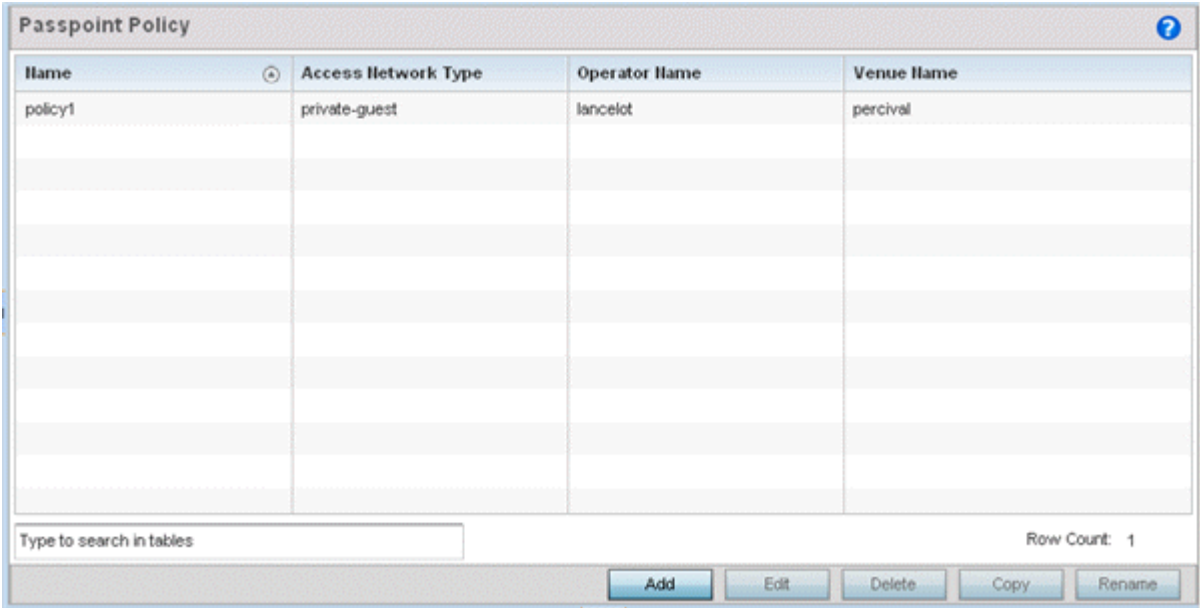 Passpoint Policy
?
Name Access Network Type Operator Name Venue Name
policy1 private-guest lancelot percival
Type to search in tables Row Count: 1
Add Edit Delete Copy Rename